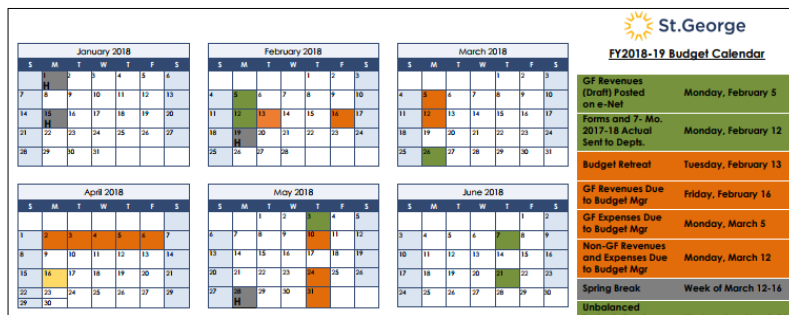 St.George
FY2018-19 Budget Calendar
January 2018
S M T W T F S
1 2 3 4 5 6
H
7 8 9 10 11 12 13
14 15 16 17 18 19 20
H
21 22 23 24 25 26 27
28 29 30 31
February 2018
S M T W T F S
1 2 3
4 5 6 7 8 9 10
11 12 13 14 15 16 17
18 19 20 21 22 23 24
H
25 26 27 28
March 2018
S M T W T F S
1 2 3
4 5 6 7 8 9 10
11 12 13 14 15 16 17
18 19 20 21 22 23 24
25 26 27 28 29 30 31
April 2018
S M T W T F S
1 2 3 4 5 6 7
8 9 10 11 12 13 14
15 16 17 18 19 20 21
22 23 24 25 26 27 28
29 30
May 2018
S M T W T F S
1 2 3 4 5
6 7 8 9 10 11 12
13 14 15 16 17 18 19
20 21 22 23 24 25 26
27 28 29 30 31
H
June 2018
S M T W T F S
1 2
3 4 5 6 7 8 9
10 11 12 13 14 15 16
17 18 19 20 21 22 23
24 25 26 27 28 29 30
GF Revenues
(Draft) Posted Monday, February 5
on e-Net
Forms and 7- Mo.
2017-18 Actual Monday, February 12
Sent to Depts.
Budget Retreat Tuesday, February 13
GF Revenues Due Friday, February 16
to Budget Mgr
GF Expenses Due Monday, March 5
to Budget Mgr
Non-GF Revenues
and Expenses Due Monday, March 12
to Budget Mgr
Spring Break Week of March 12-16
Unbalanced